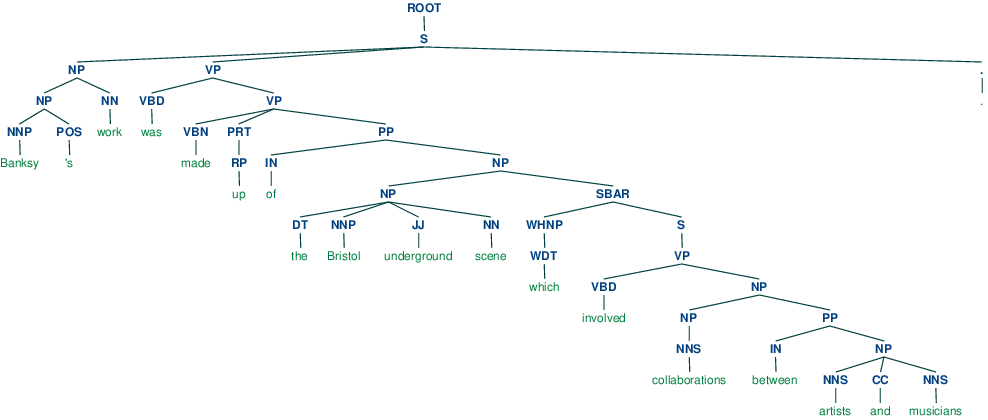 ROOT
S
NP VP .
NP NN VBD VP
NNP POS work was VBN PRT PP
Banksy 's made RP IN NP
up of NP SBAR
DT NNP JJ NN WHNP S
the Bristol underground scene WDT VP
which VBD NP
involved NP PP
NNS IN NP
collaborations between NNS CC NNS
artists and musicians